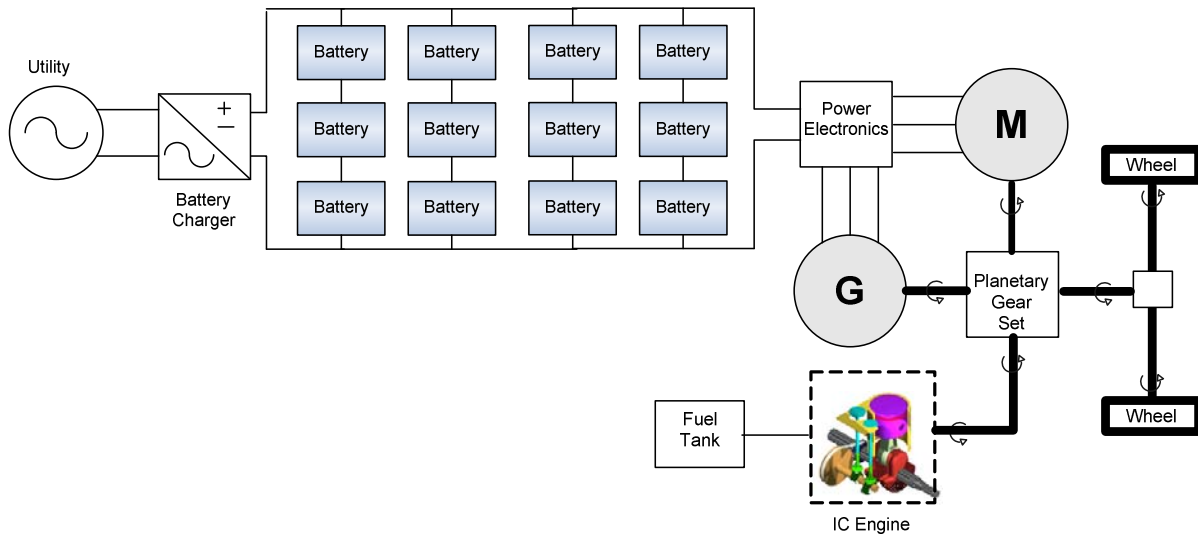 Utility
+
−
Battery
Charger
Battery
Battery
Battery
Battery
Battery
Battery
Battery
Battery
Battery
Battery
Battery
Battery
Power
Electronics
M
G
Planetary
Gear
Set
Wheel
Wheel
Fuel
Tank
IC Engine